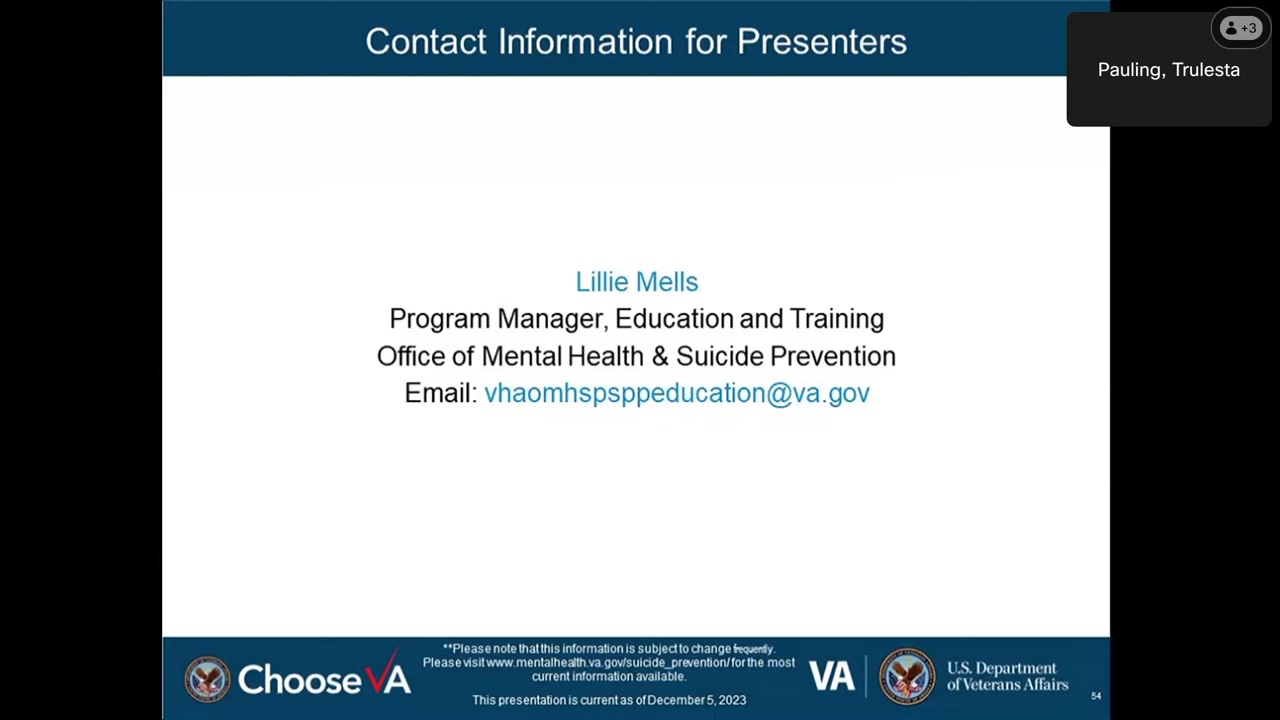 Contact Information for Presenters
+3
Pauling, Trulesta
Lillie Mells
Program Manager, Education and Training
Office of Mental Health & Suicide Prevention
Email: vhaomhspsppeducation@va.gov
**Please note that this information is subject to change frequently.
Please visit www.mentalhealth.va.gov/suicide_prevention/ for the most
current information available.
This presentation is current as of December 5, 2023
Choose VA
VA
U.S. Department
of Veterans Affairs
54